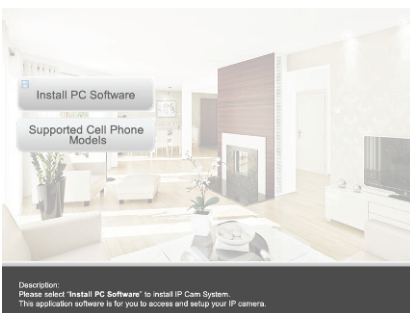 Install PC Software
Supported Cell Phone
Models
Description:
Please select "Install PC Software" to install IP Cam System.
This application software is for you to access and setup your IP camera.